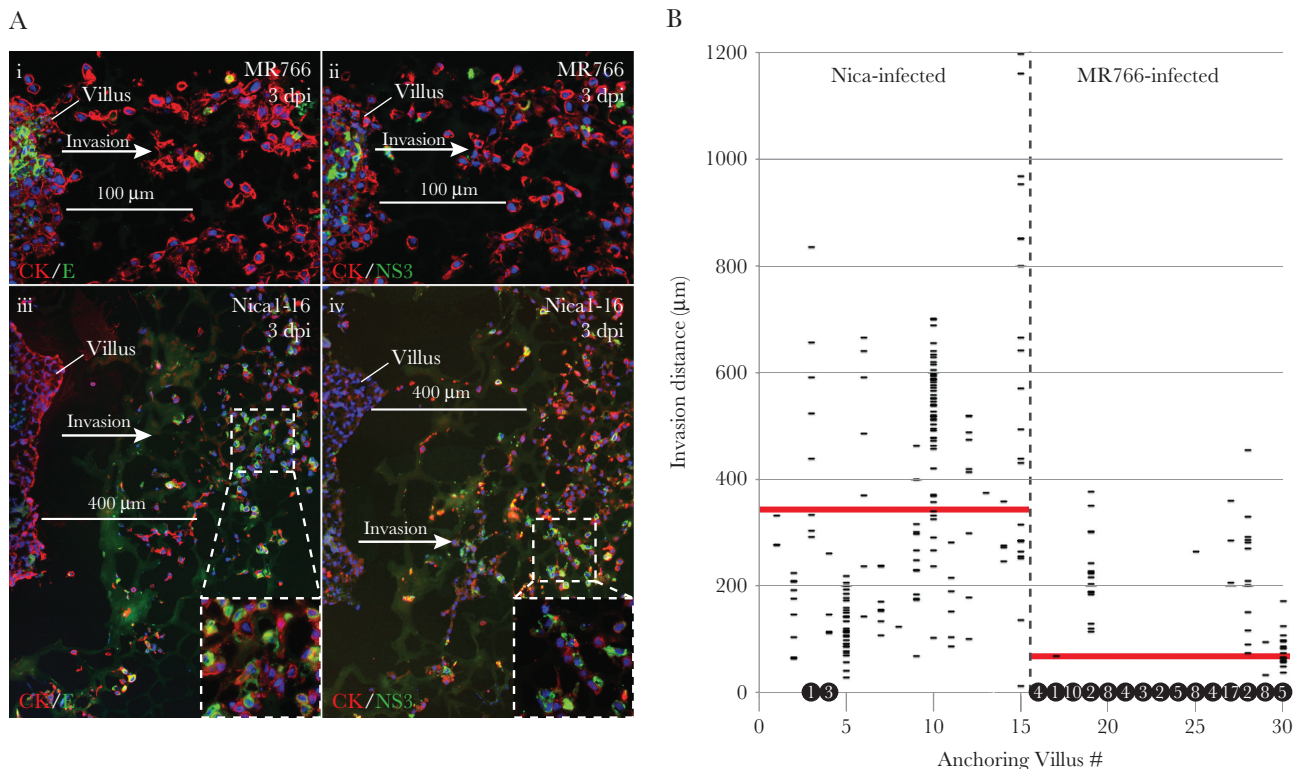 A
i
MR766
3 dpi
Villus
Invasion
100 µm
CK/E
ii
MR766
3 dpi
Villus
Invasion
100 µm
CK/NS3
iii
Nica1-16
3 dpi
Villus
Invasion
400 µm
CK/E
iv
Nica1-16
3 dpi
Villus
400 µm
Invasion
CK/NS3
B
Nica-infected
MR766-infected
Invasion distance (µm)
1200
1000
800
600
400
200
0
1 3 4 1 10 2 8 4 3 2 5 8 4 17 2 8 5
0 5 10 15 20 25 30
Anchoring Villus #